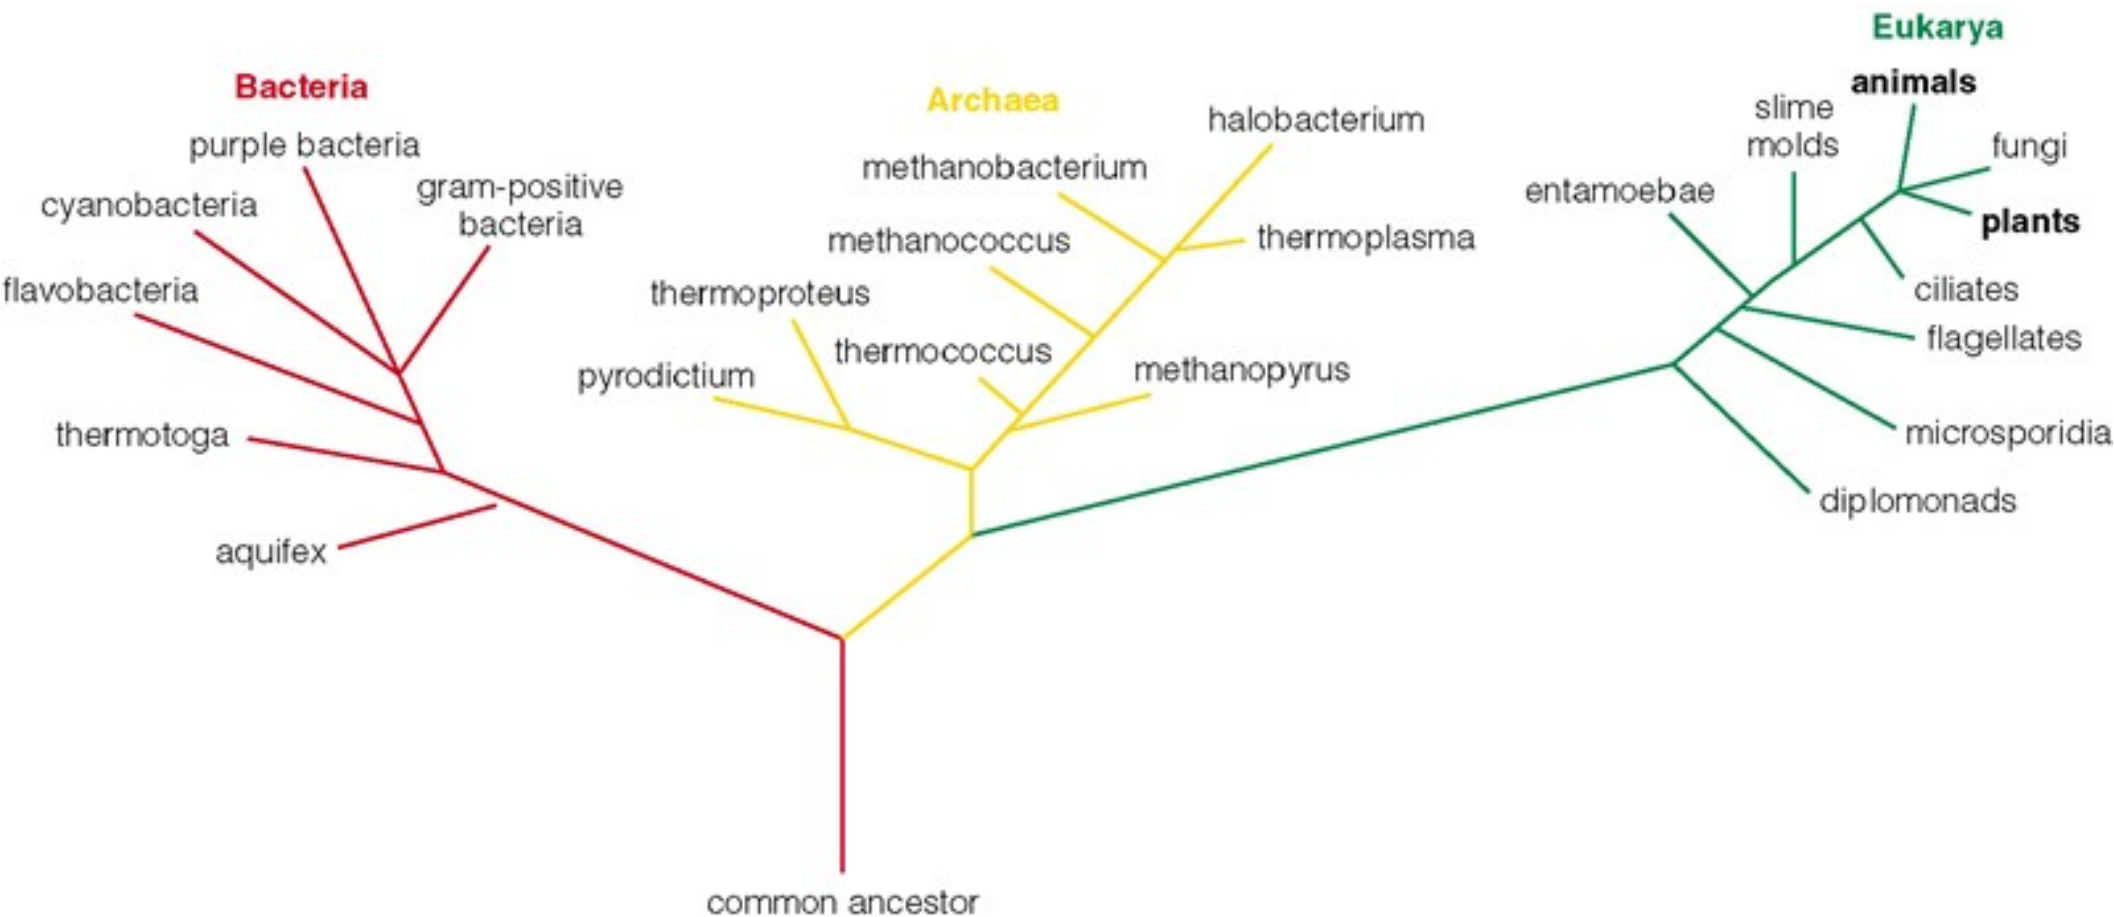 Bacteria
purple bacteria
gram-positive
bacteria
cyanobacteria
flavobacteria
thermotoga
aquifex
Archaea
halobacterium
methanobacterium
methanococcus
thermoplasma
thermoproteus
thermococcus
pyrodictium
methanopyrus
Eukarya
animals
slime
molds
fungi
entamoebae
plants
ciliates
flagellates
microsporidia
diplomonads
common ancestor